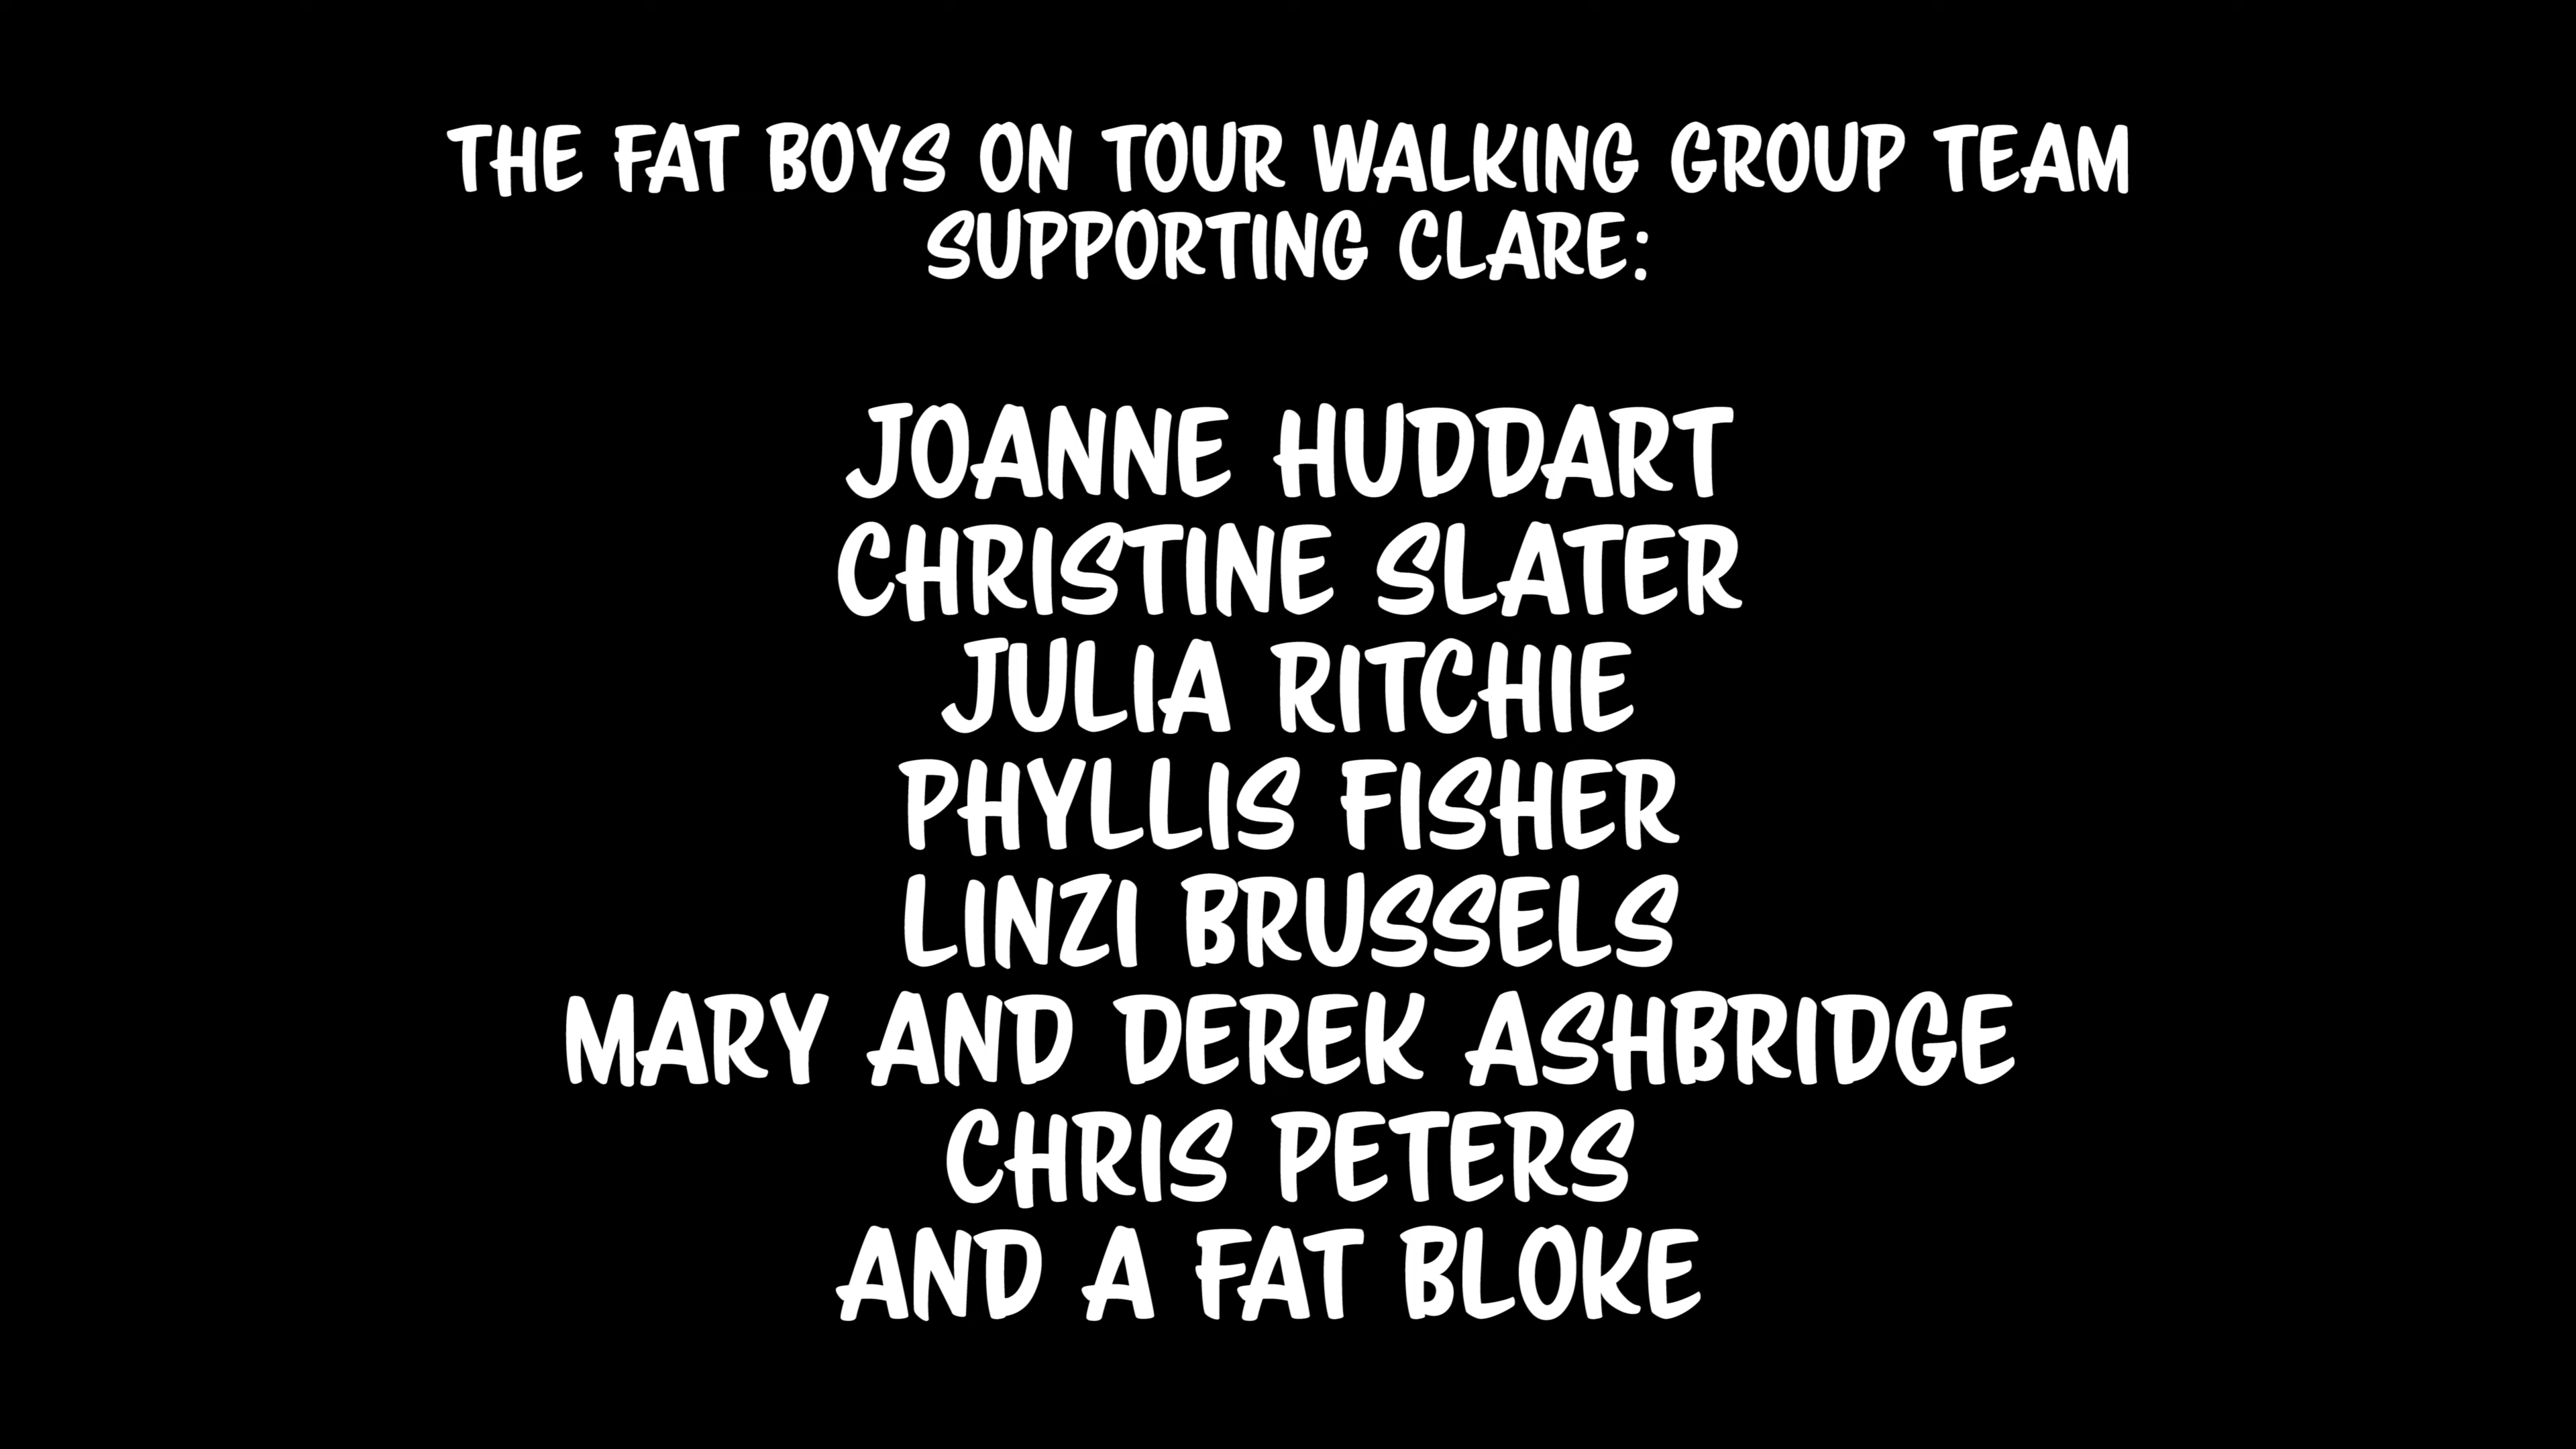 THE FAT BOYS ON TOUR WALKING GROUP TEAM
SUPPORTING CLARE:
JOANNE HUDDART
CHRISTINE SLATER
JULIA RITCHIE
PHYLLIS FISHER
LINZI BRUSSELS
MARY AND DEREK ASHBRIDGE
CHRIS PETERS
AND A FAT BLOKE